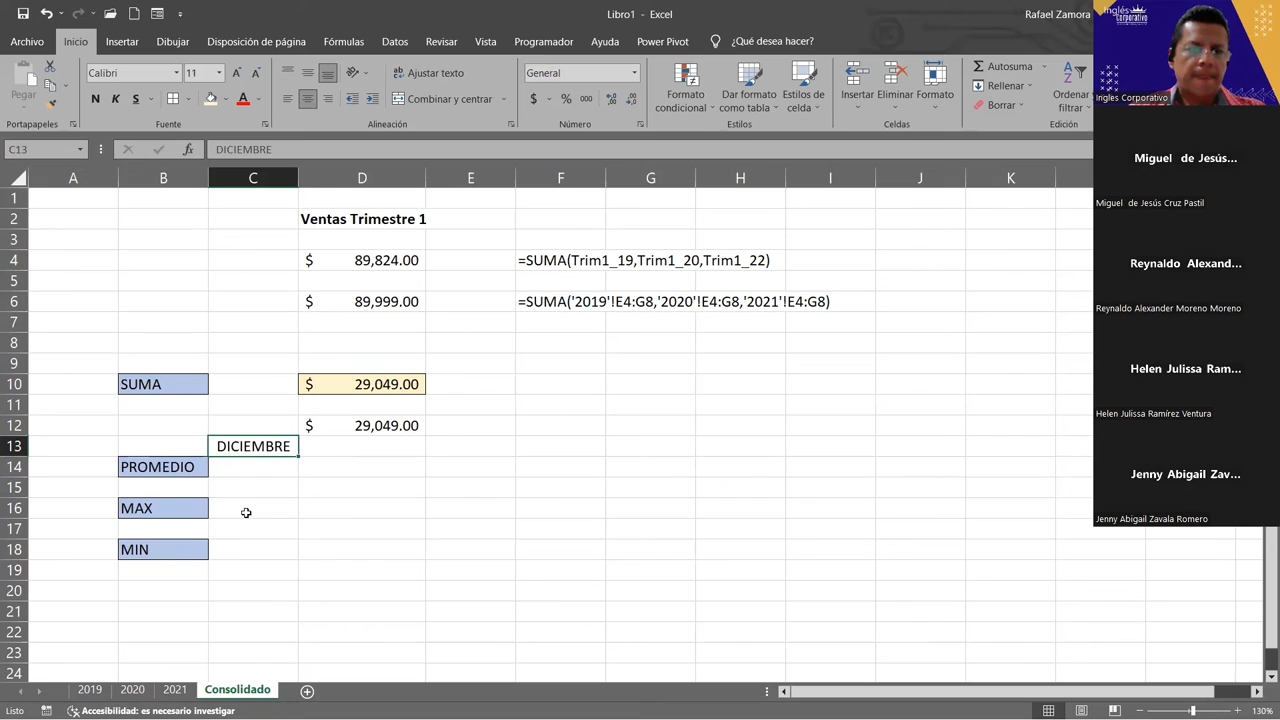 Libro1 - Excel
Rafael Zamora
Archivo Inicio Insertar Dibujar Disposición de página Fórmulas Datos Revisar Vista Programador Ayuda Power Pivot ¿Qué desea hacer?
Pegar
Calibri 11
N K S
Ajustar texto
Combinar y centrar
General
$ % 000
Formato condicional
Dar formato como tabla
Estilos de celda
Insertar Eliminar Formato
Autosuma
Rellenar
Borrar
Ordenar
filtrar
Portapapeles Fuente Alineación Número Estilos Celdas Edición
C13 fx DICIEMBRE
A B C D E F G H I J K
1
2 Ventas Trimestre 1
3
4 $ 89,824.00 =SUMA(Trim1_19,Trim1_20,Trim1_22)
5
6 $ 89,999.00 =SUMA('2019'!E4:G8,'2020'!E4:G8,'2021'!E4:G8)
7
8
9
10 SUMA $ 29,049.00
11
12 $ 29,049.00
13 DICIEMBRE
14 PROMEDIO
15
16 MAX
17
18 MIN
19
20
21
22
23
24
2019 2020 2021 Consolidado
Listo Accesibilidad: es necesario investigar 130%
Inglés
Corporativo
Ingles Corporativo
Miguel de Jesús...
Miguel de Jesús Cruz Pastil
Reynaldo Alexand...
Reynaldo Alexander Moreno Moreno
Helen Julissa Ram...
Helen Julissa Ramírez Ventura
Jenny Abigail Zav...
Jenny Abigail Zavala Romero